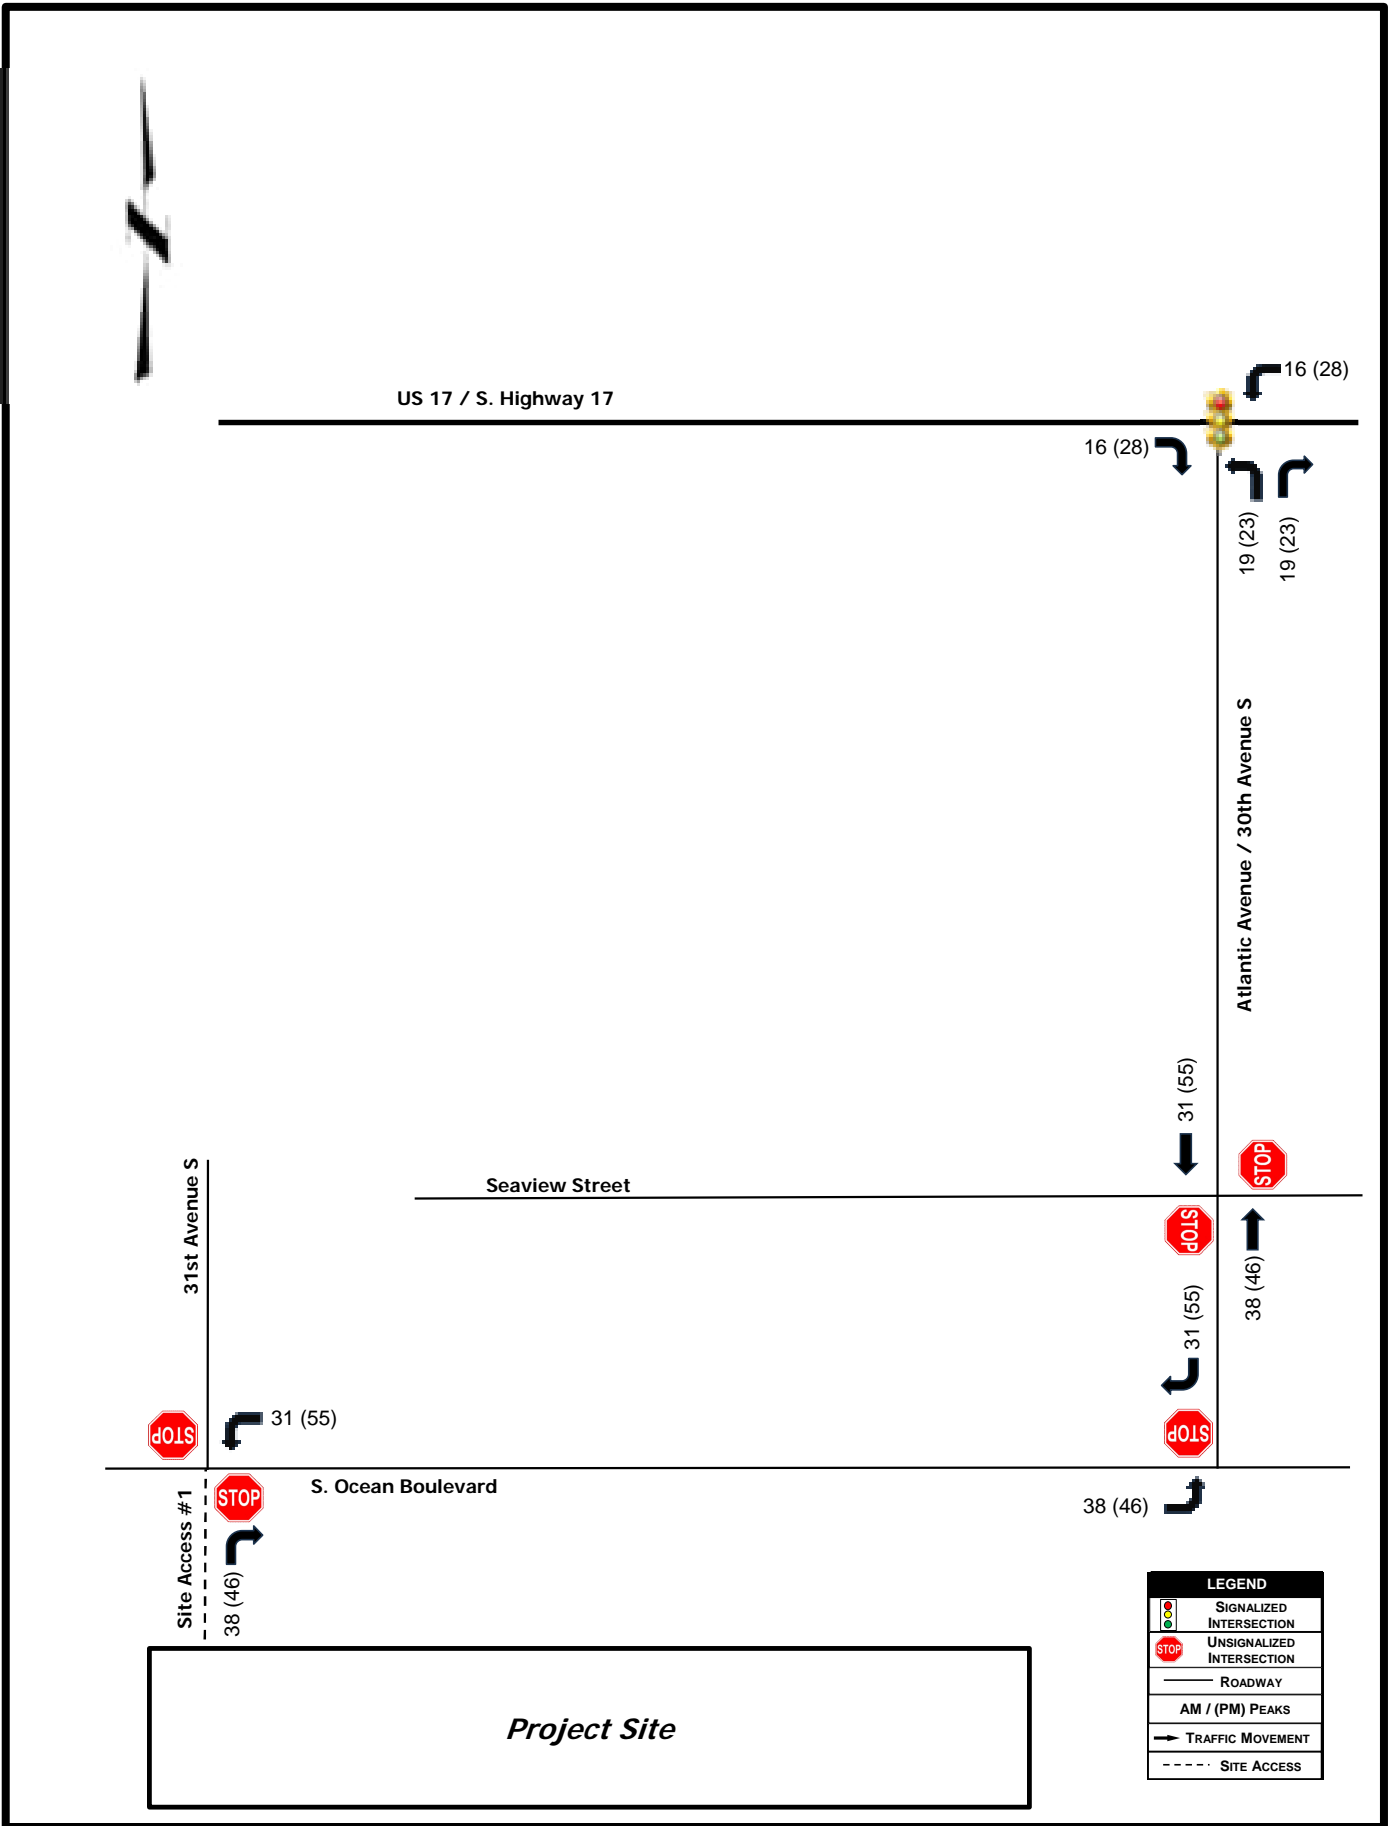 16 (28)
US 17 / S. Highway 17
16 (28)
19 (23)
19 (23)
Atlantic Avenue / 30th Avenue S
31 (55)
STOP
31st Avenue S
Seaview Street
STOP
38 (46)
31 (55)
31 (55)
STOP
STOP
S. Ocean Boulevard
STOP
38 (46)
Site Access #1
38 (46)
LEGEND
SIGNALIZED
INTERSECTION
STOP
UNSIGNALIZED
INTERSECTION
ROADWAY
AM / (PM) PEAKS
TRAFFIC MOVEMENT
SITE ACCESS
Project Site